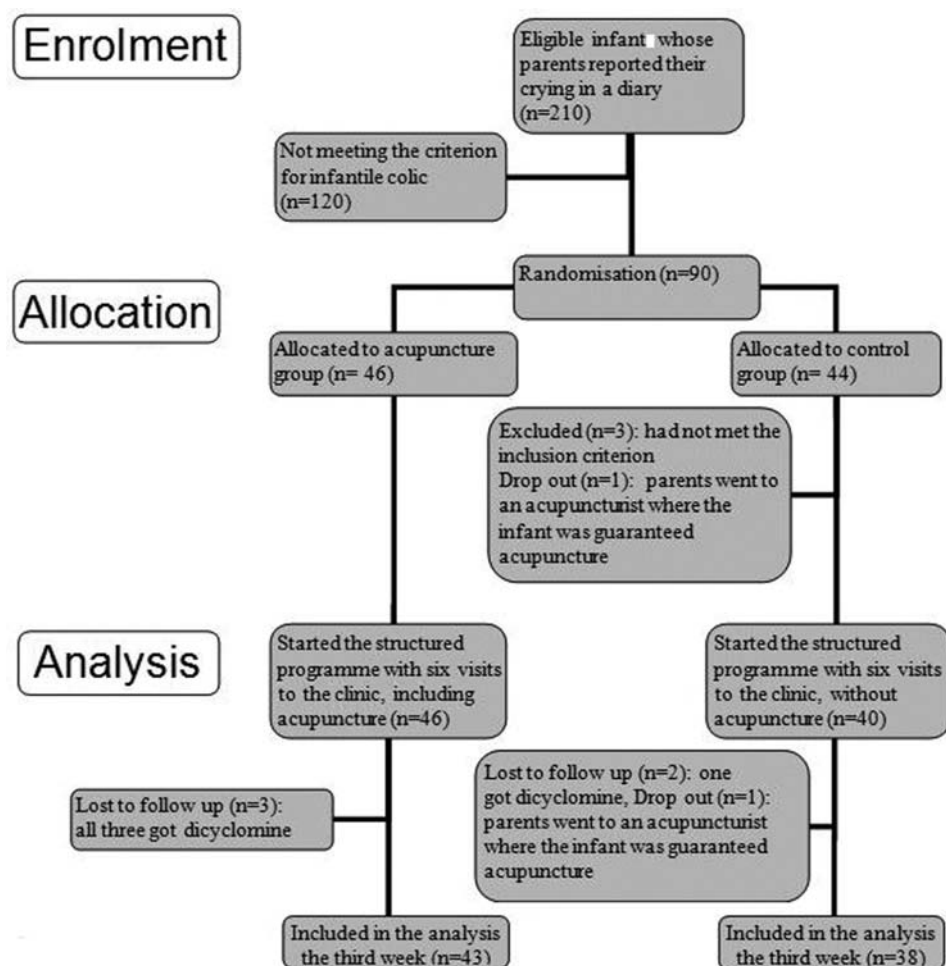 Enrolment
Eligible infant whose
parents reported their
crying in a diary
(n=210)
Not meeting the criterion
for infantile colic
(n=120)
Allocation
Randomisation (n=90)
Allocated to acupuncture
group (n= 46)
Allocated to control
group (n= 44)
Excluded (n=3): had not met the
inclusion criterion
Drop out (n=1): parents went to
an acupuncturist where the
infant was guaranteed
acupuncture
Analysis
Started the structured
programme with six visits
to the clinic, including
acupuncture (n=46)
Started the structured
programme with six visits
to the clinic, without
acupuncture (n=40)
Lost to follow up (n=3):
all three got dicyclomine
Lost to follow up (n=2): one
got dicyclomine, Drop out (n=1):
parents went to an acupuncturist
where the infant was guaranteed
acupuncture
Included in the analysis
the third week (n=43)
Included in the analysis
the third week (n=38)